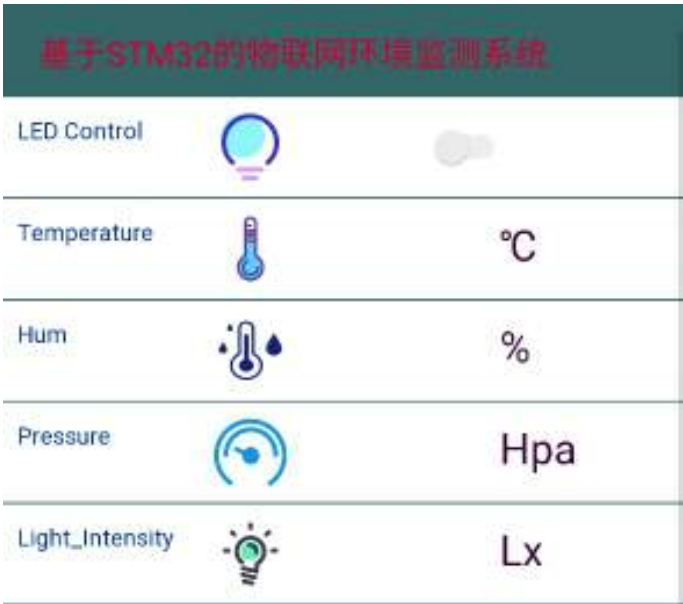 基于STM32的物联网环境监测系统
LED Control
Temperature ℃
Hum %
Pressure Hpa
Light_Intensity Lx